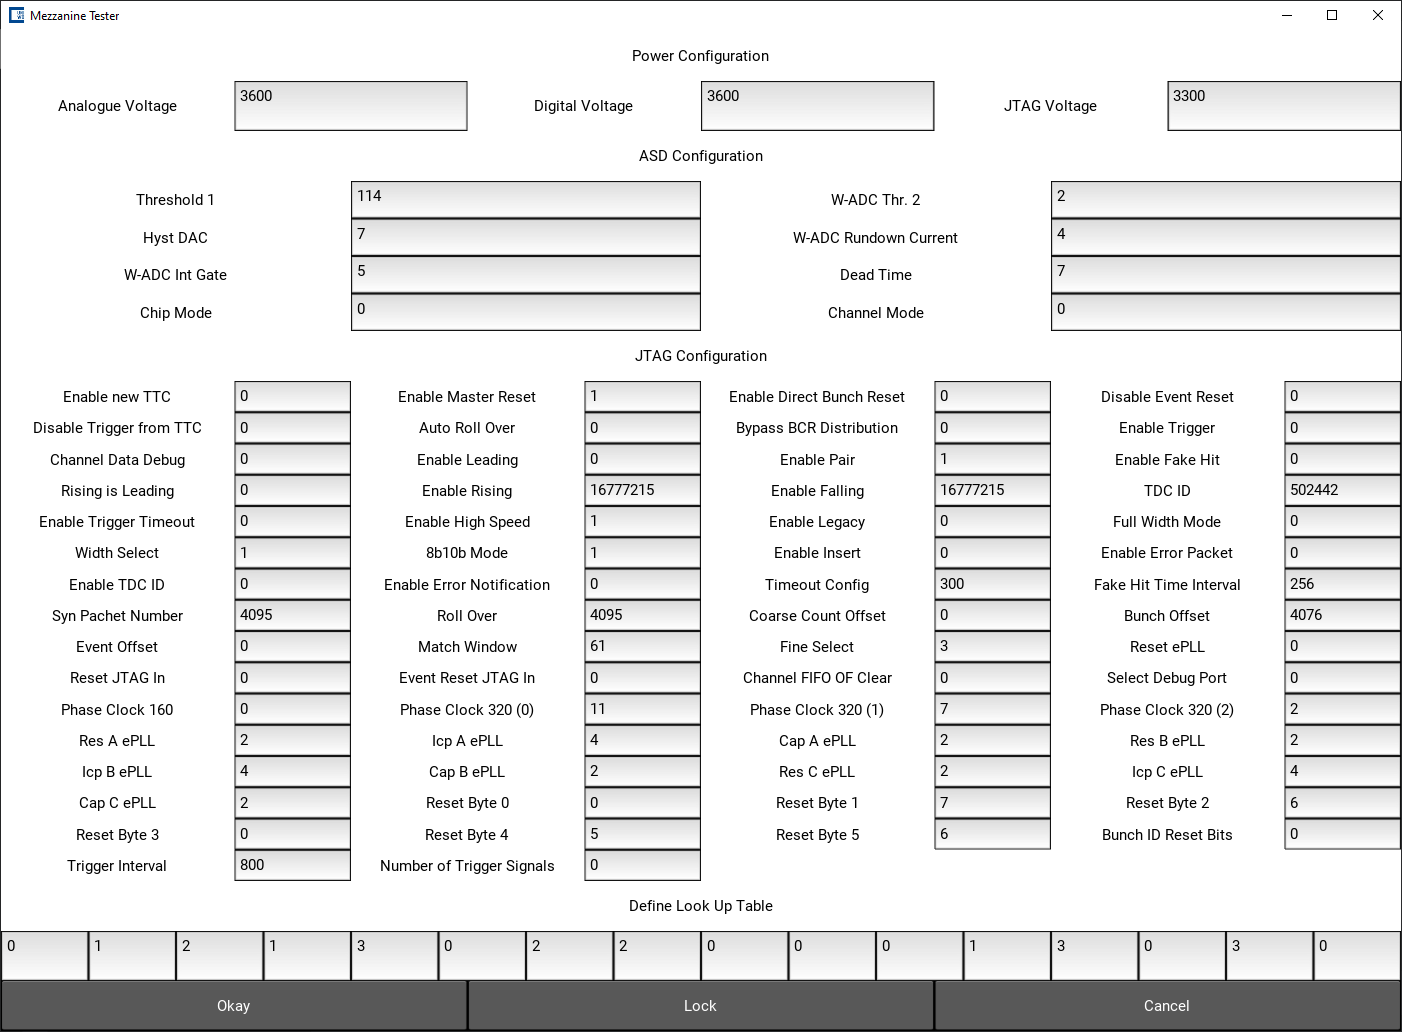 Mezzanine Tester
Power Configuration
Analogue Voltage 3600 Digital Voltage 3600 JTAG Voltage 3300
ASD Configuration
Threshold 1 114 W-ADC Thr. 2 2
Hyst DAC 7 W-ADC Rundown Current 4
W-ADC Int Gate 5 Dead Time 7
Chip Mode 0 Channel Mode 0
JTAG Configuration
Enable new TTC 0 Enable Master Reset 1 Enable Direct Bunch Reset 0 Disable Event Reset 0
Disable Trigger from TTC 0 Auto Roll Over 0 Bypass BCR Distribution 0 Enable Trigger 0
Channel Data Debug 0 Enable Leading 0 Enable Pair 1 Enable Fake Hit 0
Rising is Leading 0 Enable Rising 16777215 Enable Falling 16777215 TDC ID 502442
Enable Trigger Timeout 0 Enable High Speed 1 Enable Legacy 0 Full Width Mode 0
Width Select 1 8b10b Mode 1 Enable Insert 0 Enable Error Packet 0
Enable TDC ID 0 Enable Error Notification 0 Timeout Config 300 Fake Hit Time Interval 256
Syn Pachet Number 4095 Roll Over 4095 Coarse Count Offset 0 Bunch Offset 4076
Event Offset 0 Match Window 61 Fine Select 3 Reset ePLL 0
Reset JTAG In 0 Event Reset JTAG In 0 Channel FIFO OF Clear 0 Select Debug Port 0
Phase Clock 160 0 Phase Clock 320 (0) 11 Phase Clock 320 (1) 7 Phase Clock 320 (2) 2
Res A ePLL 2 Icp A ePLL 4 Cap A ePLL 2 Res B ePLL 2
Icp B ePLL 4 Cap B ePLL 2 Res C ePLL 2 Icp C ePLL 4
Cap C ePLL 2 Reset Byte 0 0 Reset Byte 1 7 Reset Byte 2 6
Reset Byte 3 0 Reset Byte 4 5 Reset Byte 5 6 Bunch ID Reset Bits 0
Trigger Interval 800 Number of Trigger Signals 0
Define Look Up Table
0 1 2 1 3 0 2 2 0 0 0 1 3 0 3 0
Okay Lock Cancel